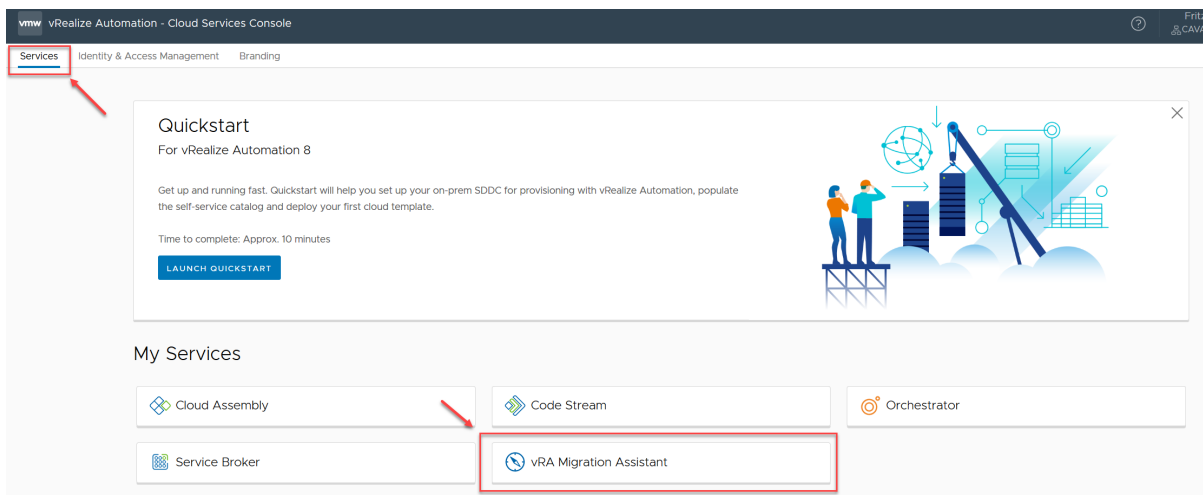 vmw vRealize Automation - Cloud Services Console
Fritz
CAVA
Services Identity & Access Management Branding
Quickstart
For vRealize Automation 8
Get up and running fast. Quickstart will help you set up your on-prem SDDC for provisioning with vRealize Automation, populate
the self-service catalog and deploy your first cloud template.
Time to complete: Approx. 10 minutes
LAUNCH QUICKSTART
My Services
Cloud Assembly
Code Stream
Orchestrator
Service Broker
vRA Migration Assistant